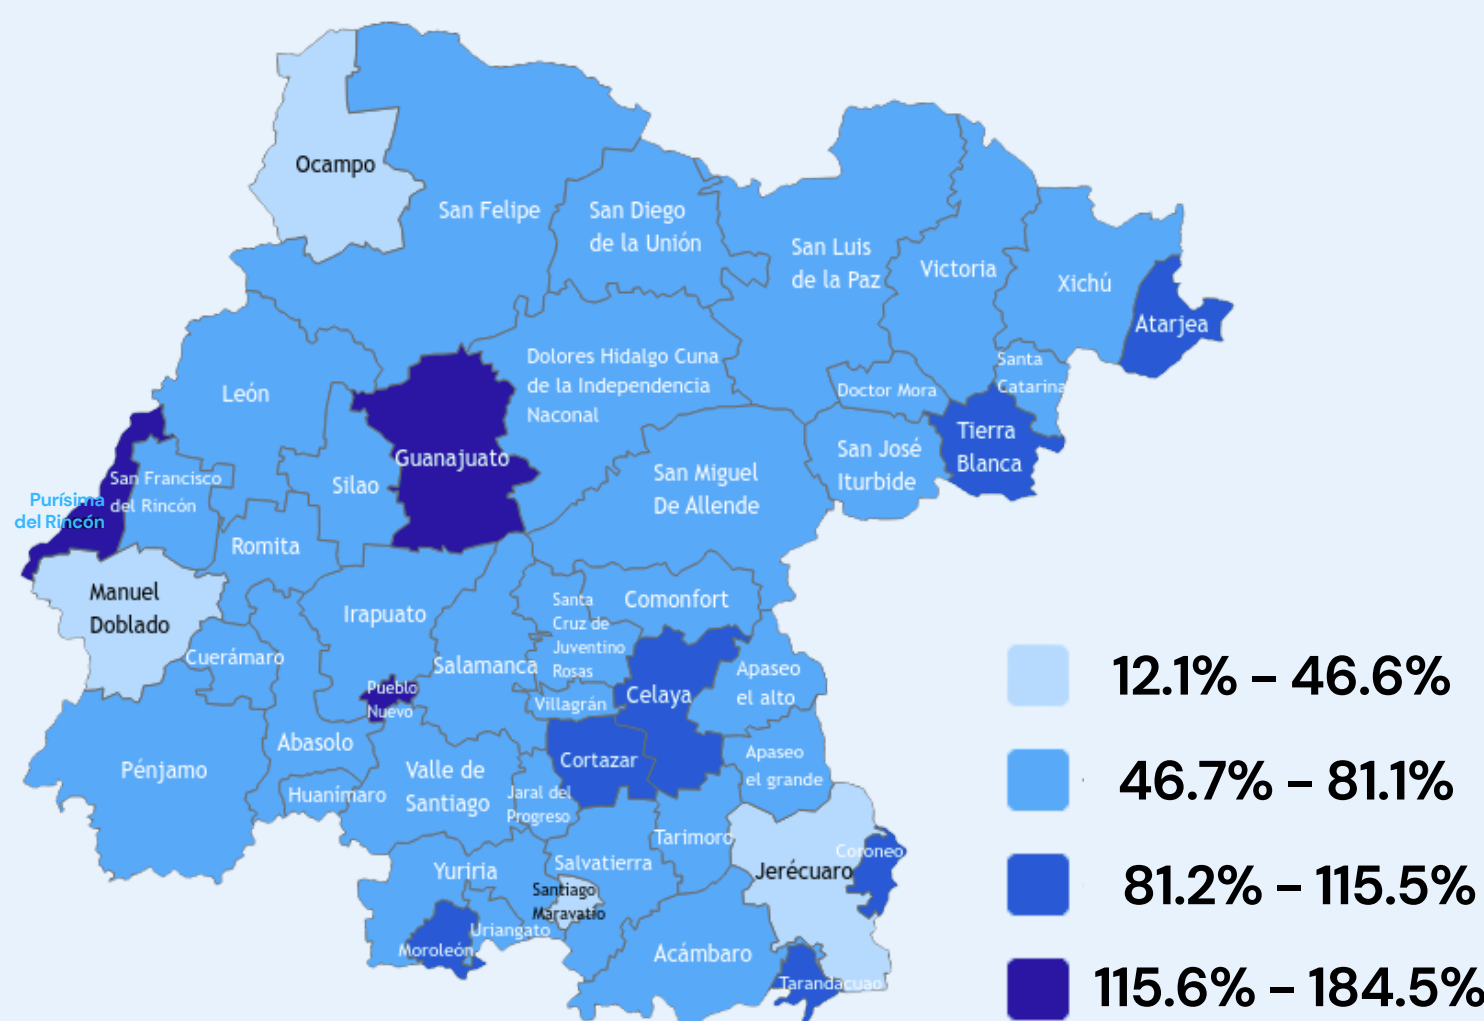 Ocampo
San Felipe
San Diego
de la Unión
San Luis
de la Paz
Victoria
Xichú
Atarjea
León
Dolores Hidalgo Cuna
de la Independencia
Naconal
Doctor Mora
Santa
Catarina
Tierra
Blanca
Guanajuato
San Francisco
del Rincón
Purísima
del Rincón
Silao
San Miguel
De Allende
San José
Iturbide
Romita
Manuel
Doblado
Irapuato
Santa
Cruz de
Juventino
Rosas
Comonfort
Cuerámaro
Salamanca
Pueblo
Nuevo
Villagrán
Celaya
Apaseo
el alto
Pénjamo
Abasolo
Huanímaro
Valle de
Santiago
Jaral del
Progreso
Cortazar
Apaseo
el grande
Tarimoro
Yuriria
Salvatierra
Santiago
Maravatío
Jerécuaro
Coroneo
Moroleón
Uriangato
Acámbaro
Tarandacuao
12.1% – 46.6%
46.7% – 81.1%
81.2% – 115.5%
115.6% – 184.5%